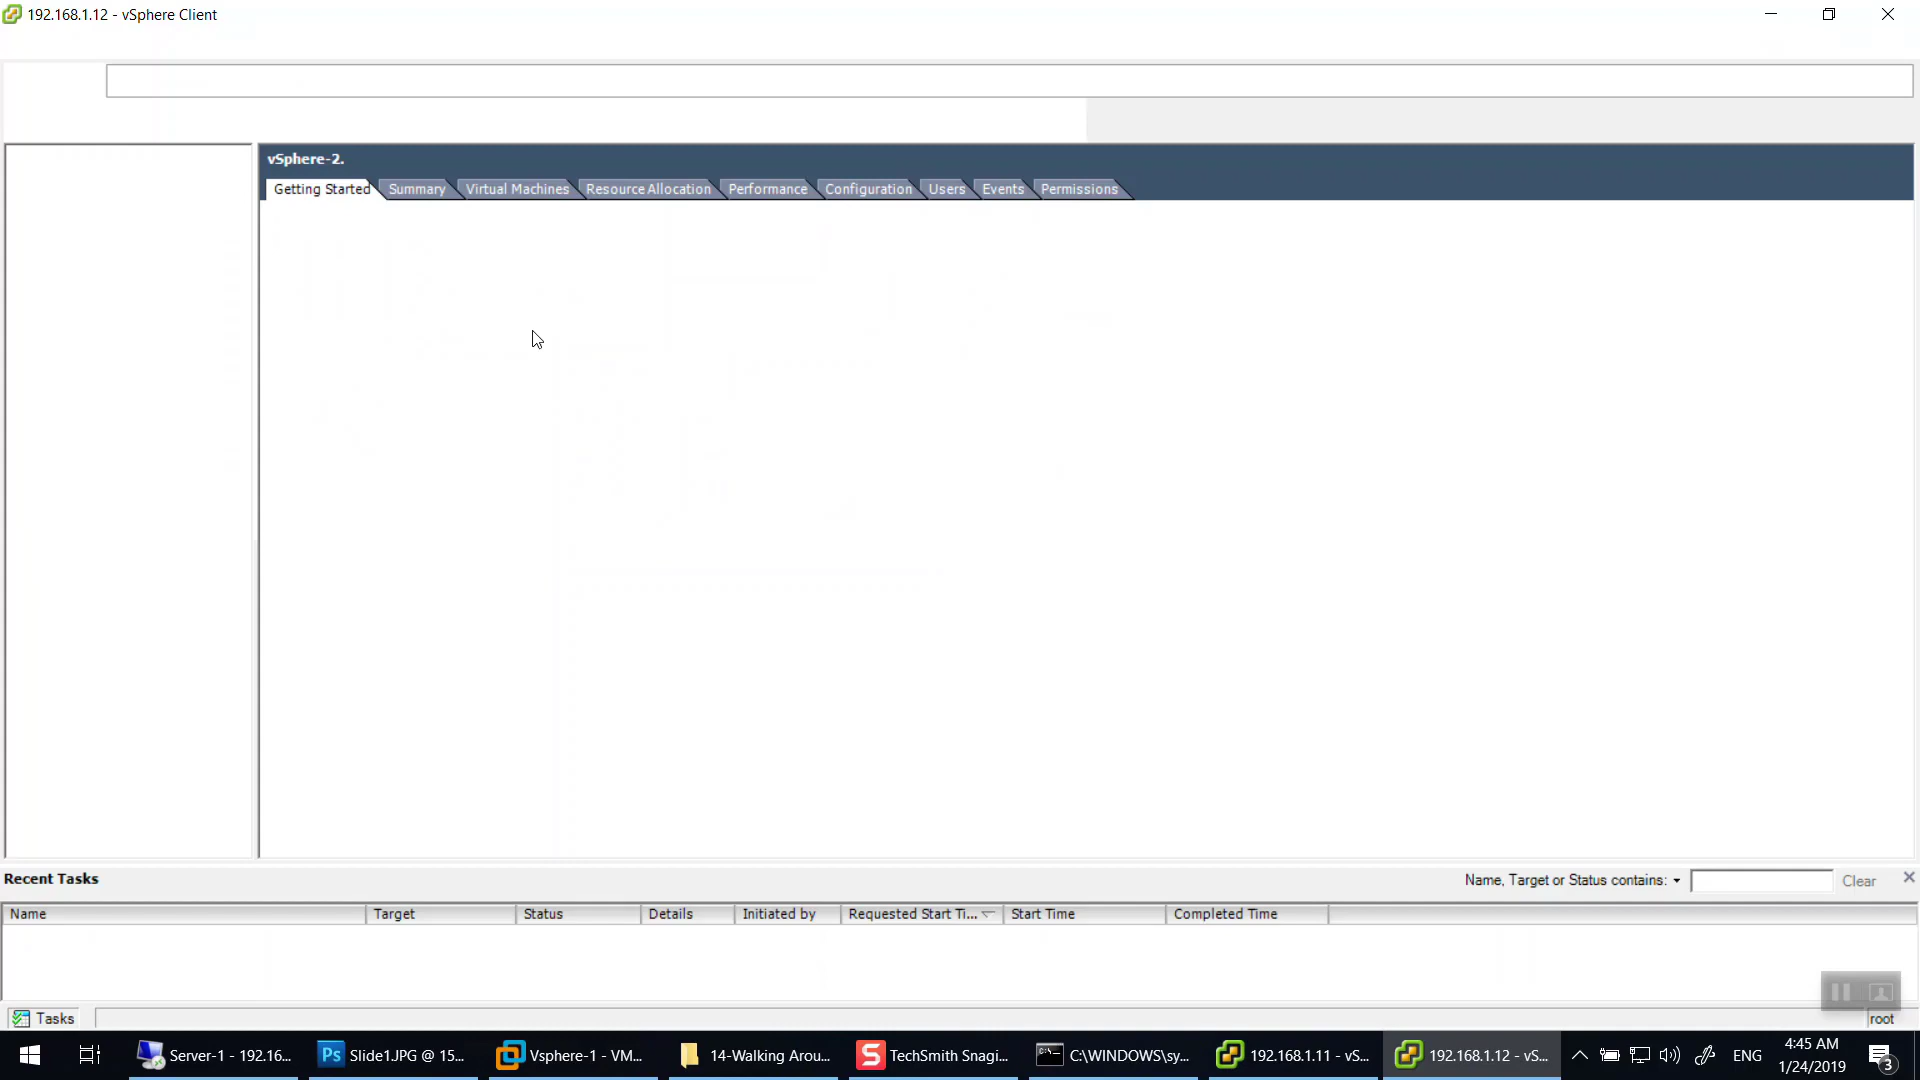 192.168.1.12 - vSphere Client
vSphere-2.
Getting Started Summary Virtual Machines Resource Allocation Performance Configuration Users Events Permissions
Recent Tasks
Name, Target or Status contains: Clear
Name Target Status Details Initiated by Requested Start Ti... Start Time Completed Time
Tasks
root
Server-1 - 192.16...
Ps Slide1.JPG @ 15...
Vsphere-1 - VM...
14-Walking Arou...
S TechSmith Snagi...
C:\WINDOWS\sy...
192.168.1.11 - vS...
192.168.1.12 - vS...
ENG
4:45 AM
1/24/2019
3